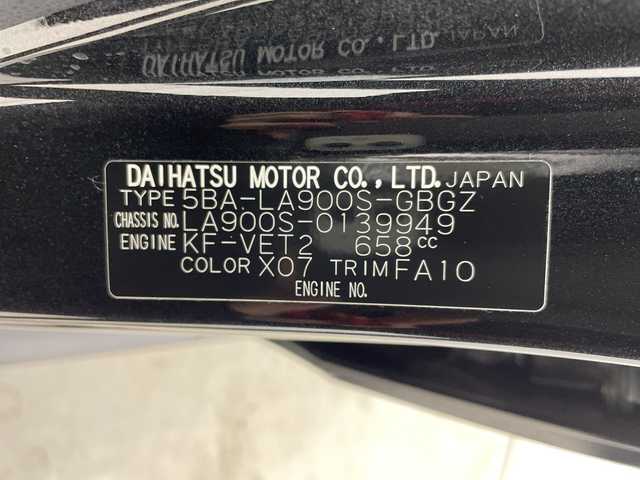 DAIHATSU MOTOR CO., LTD. JAPAN
TYPE 5BA-LA900S-GBGZ
CHASSIS NO. LA900S-0139949
ENGINE KF-VET2 658cc
COLOR X07 TRIM FA10
ENGINE NO.